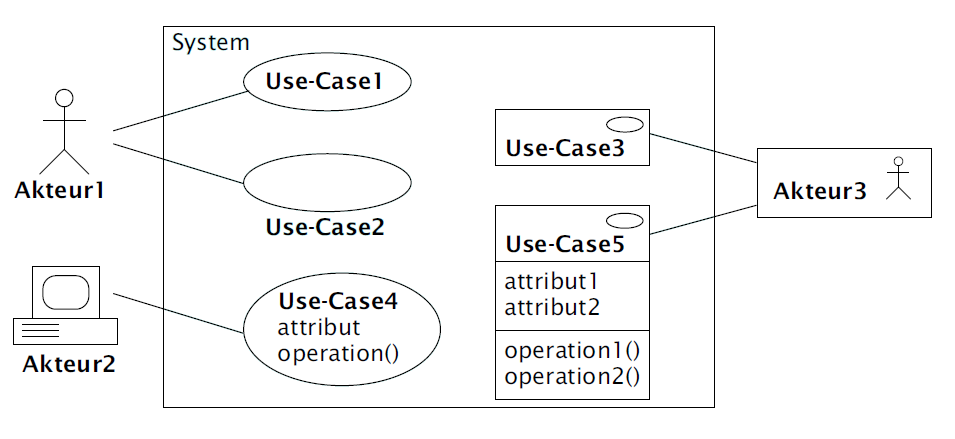 System
Use-Case1
Akteur1
Use-Case2
Use-Case3
Akteur3
Use-Case4
attribut
operation()
Akteur2
Use-Case5
attribut1
attribut2
operation1()
operation2()